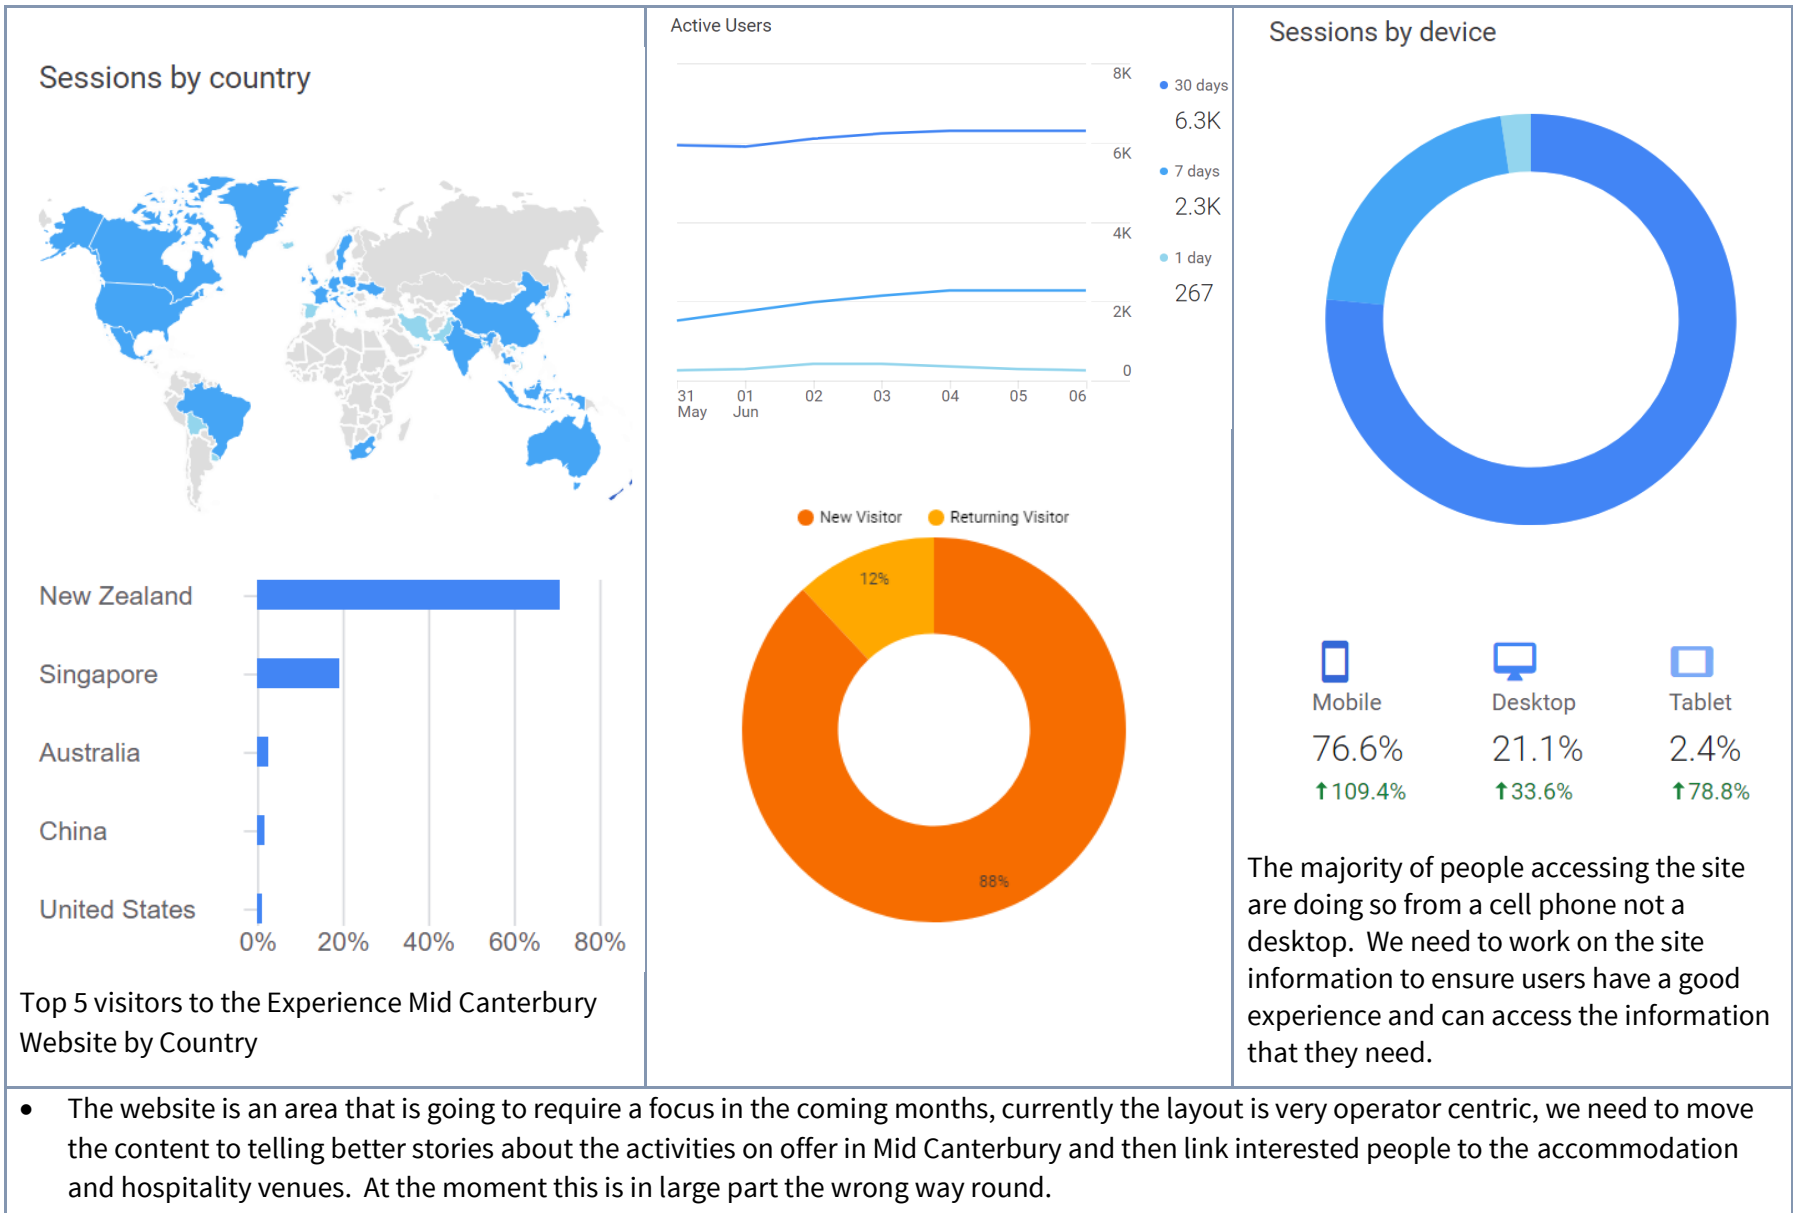 Sessions by country
New Zealand
Singapore
Australia
China
United States
0% 20% 40% 60% 80%
Top 5 visitors to the Experience Mid Canterbury
Website by Country
Active Users
8K
6K
4K
2K
0
31 01 02 03 04 05 06
May Jun
30 days
6.3K
7 days
2.3K
1 day
267
New Visitor Returning Visitor
12%
88%
Sessions by device
Mobile Desktop Tablet
76.6% 21.1% 2.4%
↑109.4% ↑33.6% ↑78.8%
The majority of people accessing the site
are doing so from a cell phone not a
desktop.  We need to work on the site
information to ensure users have a good
experience and can access the information
that they need.
• The website is an area that is going to require a focus in the coming months, currently the layout is very operator centric, we need to move
the content to telling better stories about the activities on offer in Mid Canterbury and then link interested people to the accommodation
and hospitality venues.  At the moment this is in large part the wrong way round.